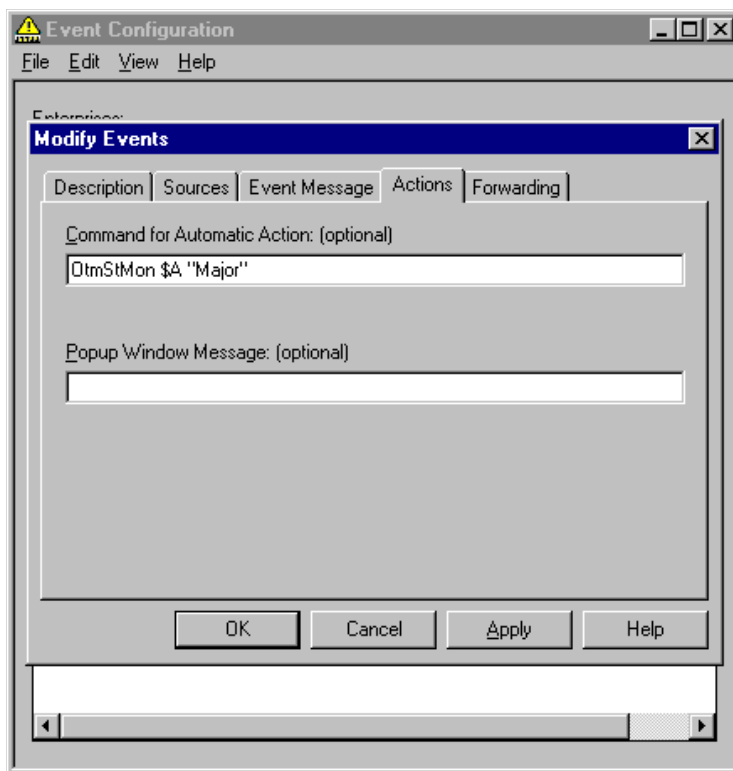 Event Configuration
File Edit View Help
Enterprises:
Modify Events
Description Sources Event Message Actions Forwarding
Command for Automatic Action: (optional)
OtmStMon $A "Major"
Popup Window Message: (optional)
OK Cancel Apply Help